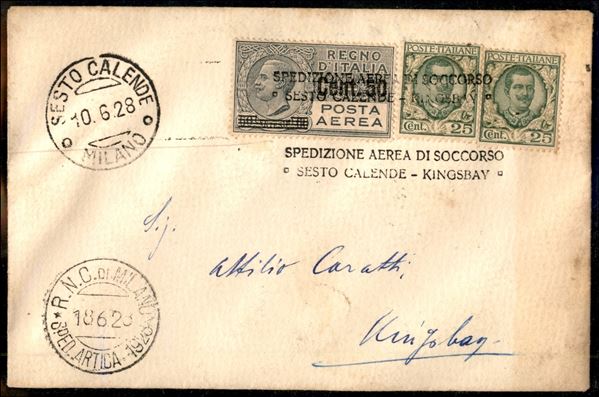 SESTO CALENDE
10.6.28
MILANO
REGNO
D'ITALIA
Cent. 50
POSTA
AEREA
POSTE·ITALIANE
Cent. 25
POSTE·ITALIANE
Cent. 25
SPEDIZIONE AEREA DI SOCCORSO
SESTO CALENDE - KINGSBAY
SPEDIZIONE AEREA DI SOCCORSO
SESTO CALENDE - KINGSBAY
Sig.
Attilio Caratti,
Kingsbay.
R.N.C. DI MILANO
18 6 28
SPED. ARTICA. 1928